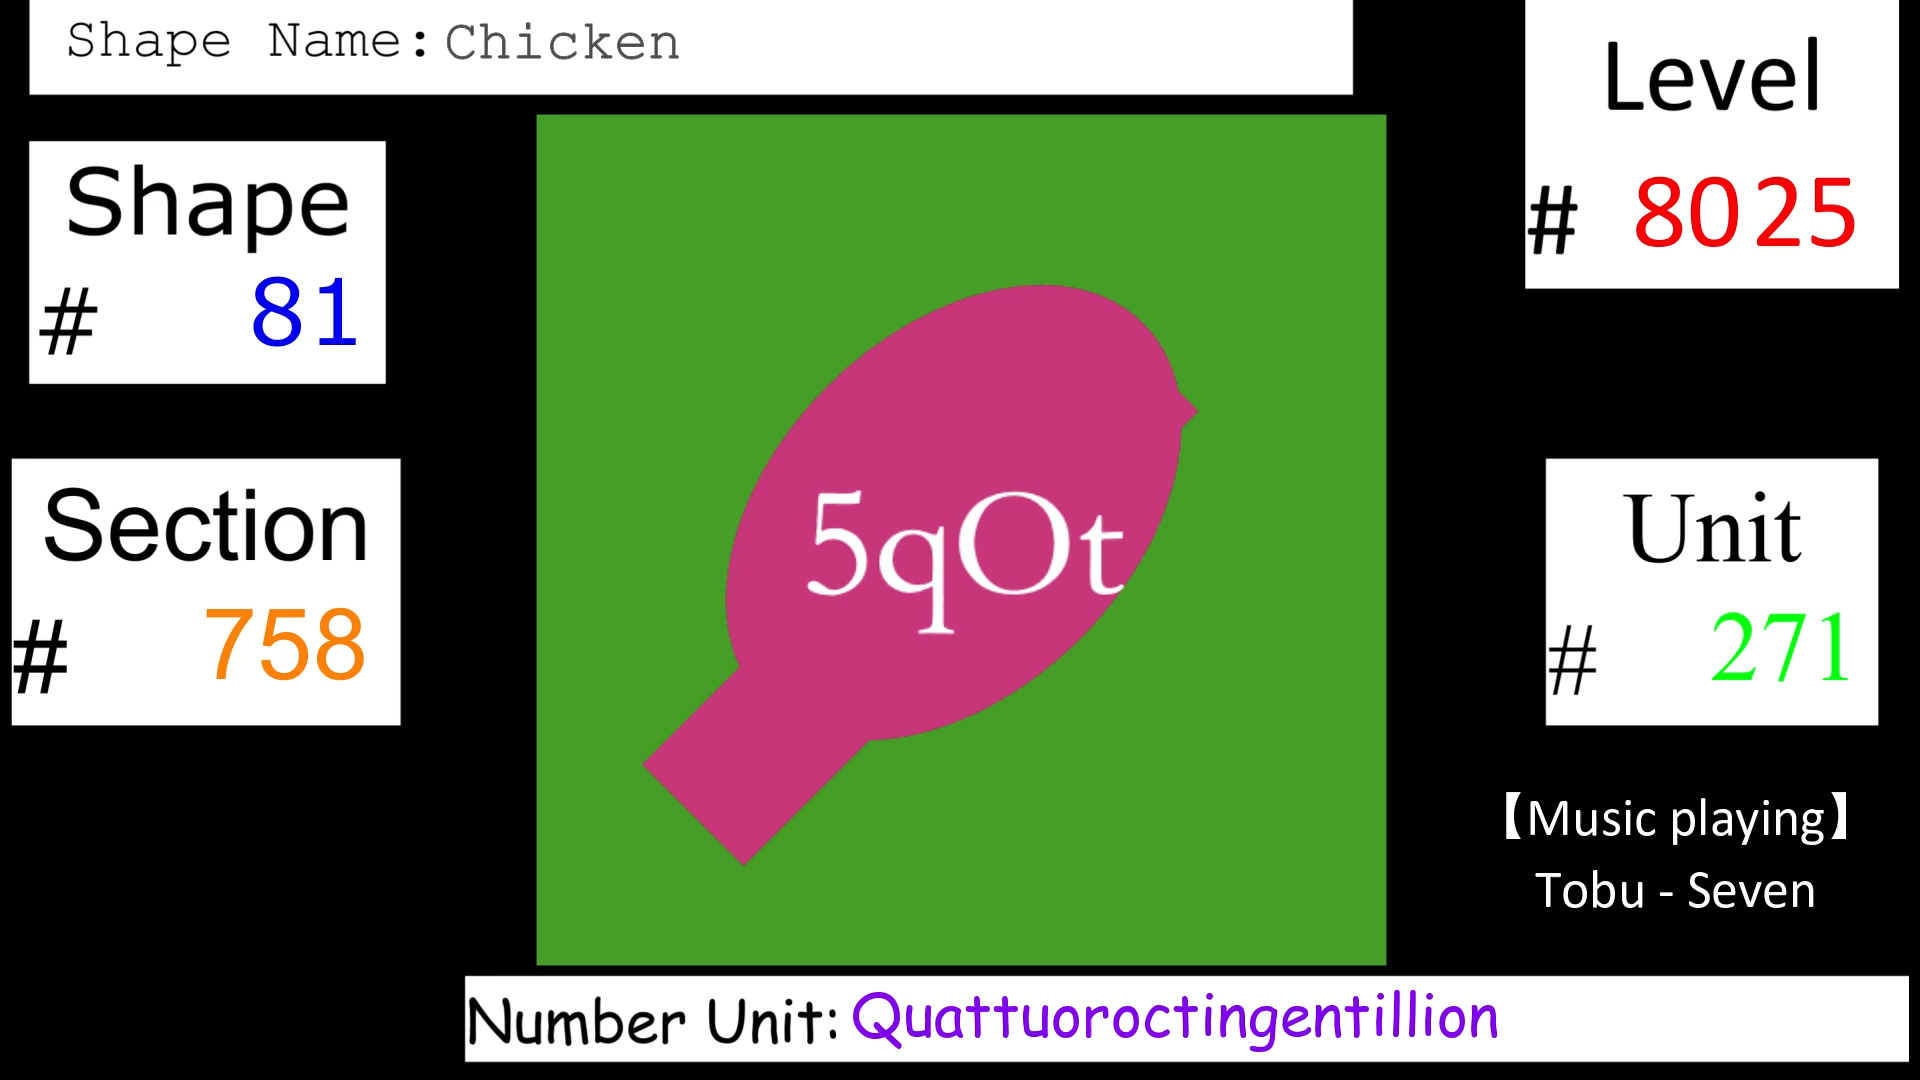 Shape Name: Chicken
Level
# 8025
Shape
# 81
Section
# 758
5qOt
Unit
# 271
【Music playing】
Tobu - Seven
Number Unit: Quattuoroctingentillion